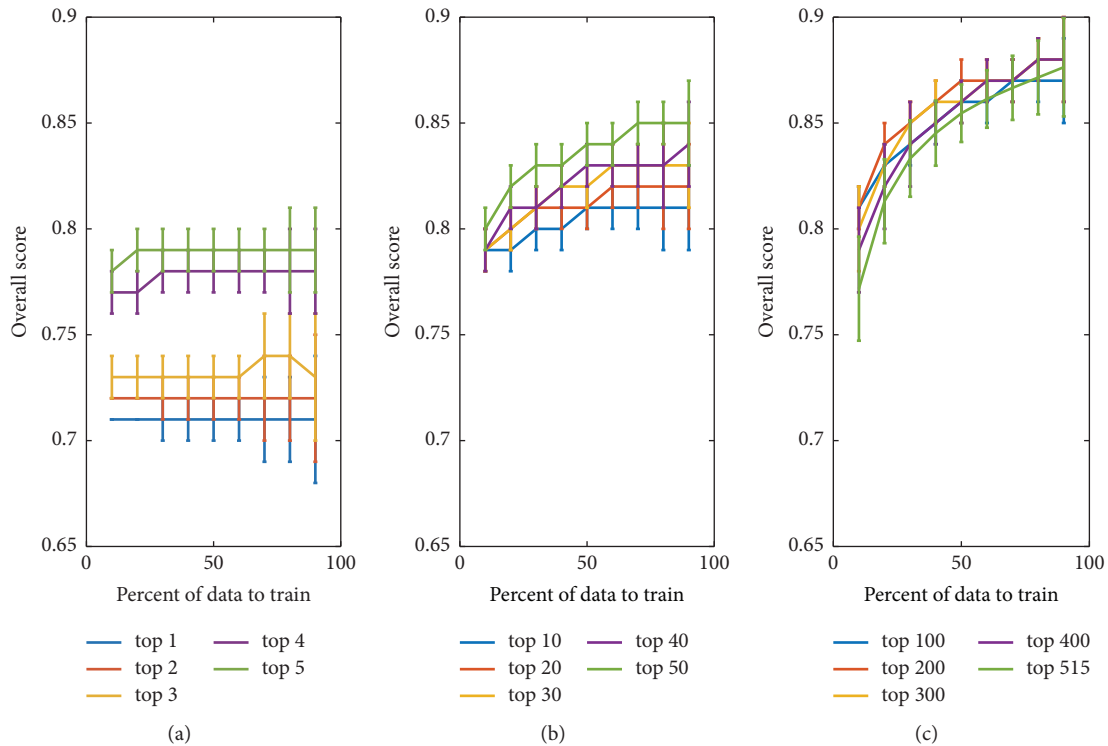 0.9
0.85
0.8
0.75
0.7
0.65
0
50
100
Overall score
Percent of data to train
top 1
top 2
top 3
top 4
top 5
(a)
0.9
0.85
0.8
0.75
0.7
0.65
0
50
100
Overall score
Percent of data to train
top 10
top 20
top 30
top 40
top 50
(b)
0.9
0.85
0.8
0.75
0.7
0.65
0
50
100
Overall score
Percent of data to train
top 100
top 200
top 300
top 400
top 515
(c)